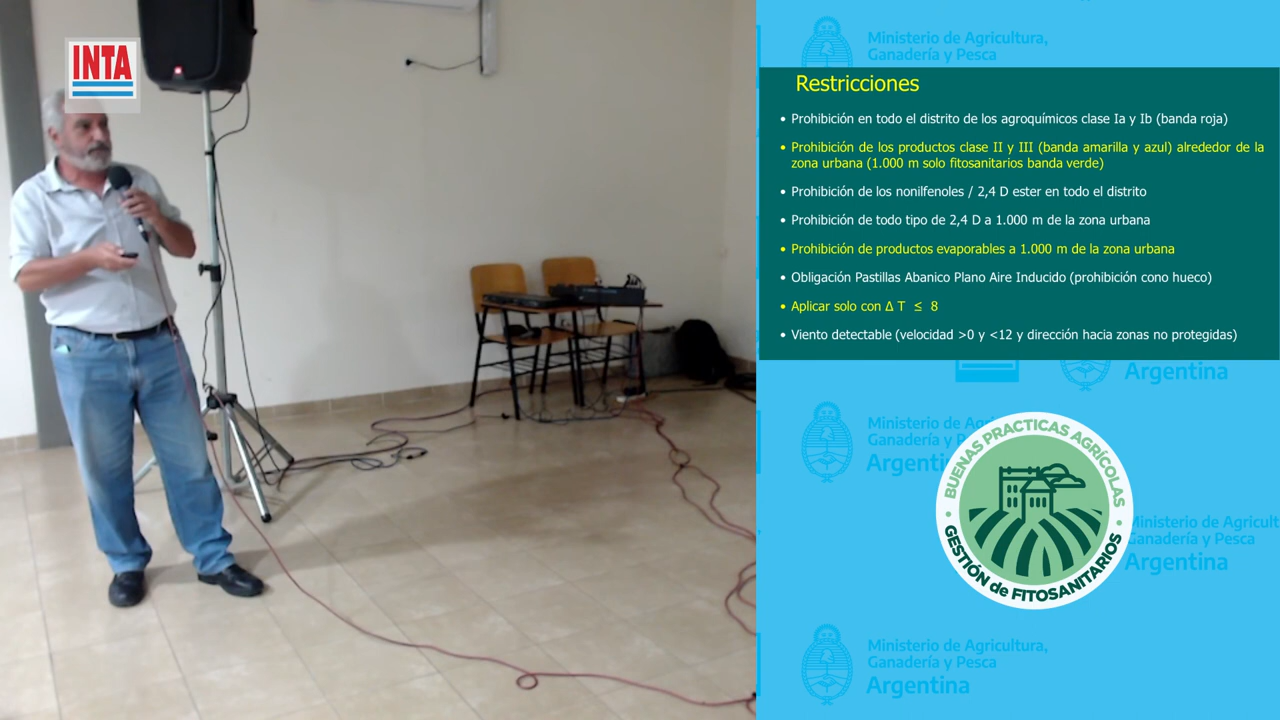 INTA
Ministerio de Agricultura,
Ganadería y Pesca
Restricciones
• Prohibición en todo el distrito de los agroquímicos clase Ia y Ib (banda roja)
• Prohibición de los productos clase II y III (banda amarilla y azul) alrededor de la
zona urbana (1.000 m solo fitosanitarios banda verde)
• Prohibición de los nonilfenoles / 2,4 D ester en todo el distrito
• Prohibición de todo tipo de 2,4 D a 1.000 m de la zona urbana
• Prohibición de productos evaporables a 1.000 m de la zona urbana
• Obligación Pastillas Abanico Plano Aire Inducido (prohibición cono hueco)
• Aplicar solo con Δ T ≤ 8
• Viento detectable (velocidad >0 y <12 y dirección hacia zonas no protegidas)
Argentina
Ministerio de
Ganadería y
BUENAS PRACTICAS AGRÍCOLAS
GESTIÓN de FITOSANITARIOS
Ministerio de
Ganadería y Pesca
Argentina
Ministerio de Agricultura,
Ganadería y Pesca
Argentina